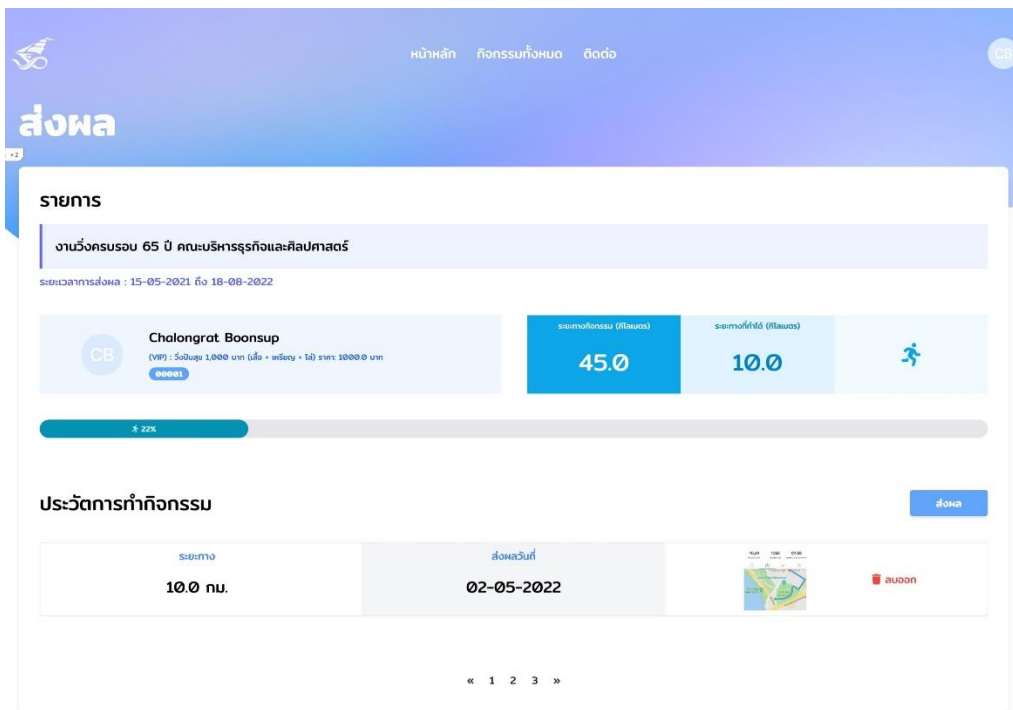 หน้าหลัก กิจกรรมทั้งหมด ติดต่อ
CB
ส่งผล
รายการ
งานวิ่งครบรอบ 65 ปี คณะบริหารธุรกิจและศิลปศาสตร์
ระยะเวลาการส่งผล : 15-05-2021 ถึง 18-08-2022
CB
Chalongrat Boonsup
(VIP) : วิ่งปันสุข 1,000 บาท (เสื้อ + เหรียญ + โล่) ราคา: 1000.0 บาท
00001
ระยะทางกิจกรรม (กิโลเมตร)
45.0
ระยะทางที่ทำได้ (กิโลเมตร)
10.0
22%
ประวัติการทำกิจกรรม
ส่งผล
ระยะทาง
10.0 กม.
ส่งผลวันที่
02-05-2022
ลบออก
« 1 2 3 »